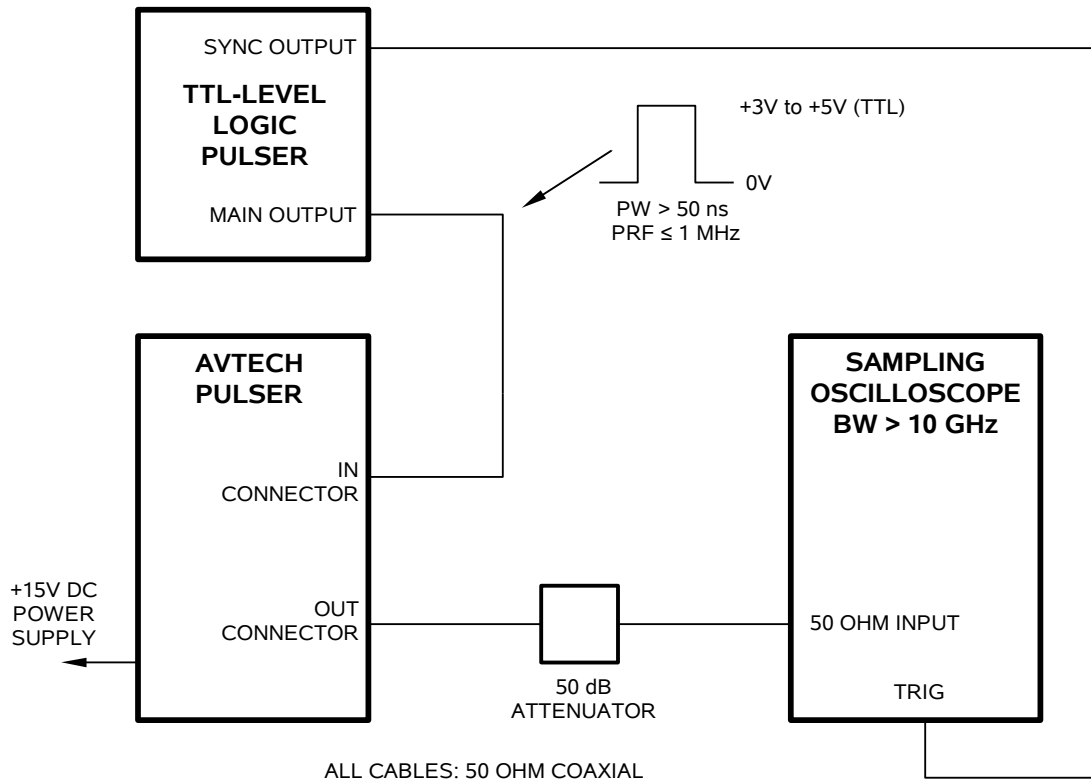 SYNC OUTPUT
TTL-LEVEL
LOGIC
PULSER
MAIN OUTPUT
+3V to +5V (TTL)
0V
PW > 50 ns
PRF ≤ 1 MHz
AVTECH
PULSER
IN
CONNECTOR
OUT
CONNECTOR
+15V DC
POWER
SUPPLY
50 dB
ATTENUATOR
SAMPLING
OSCILLOSCOPE
BW > 10 GHz
50 OHM INPUT
TRIG
ALL CABLES: 50 OHM COAXIAL